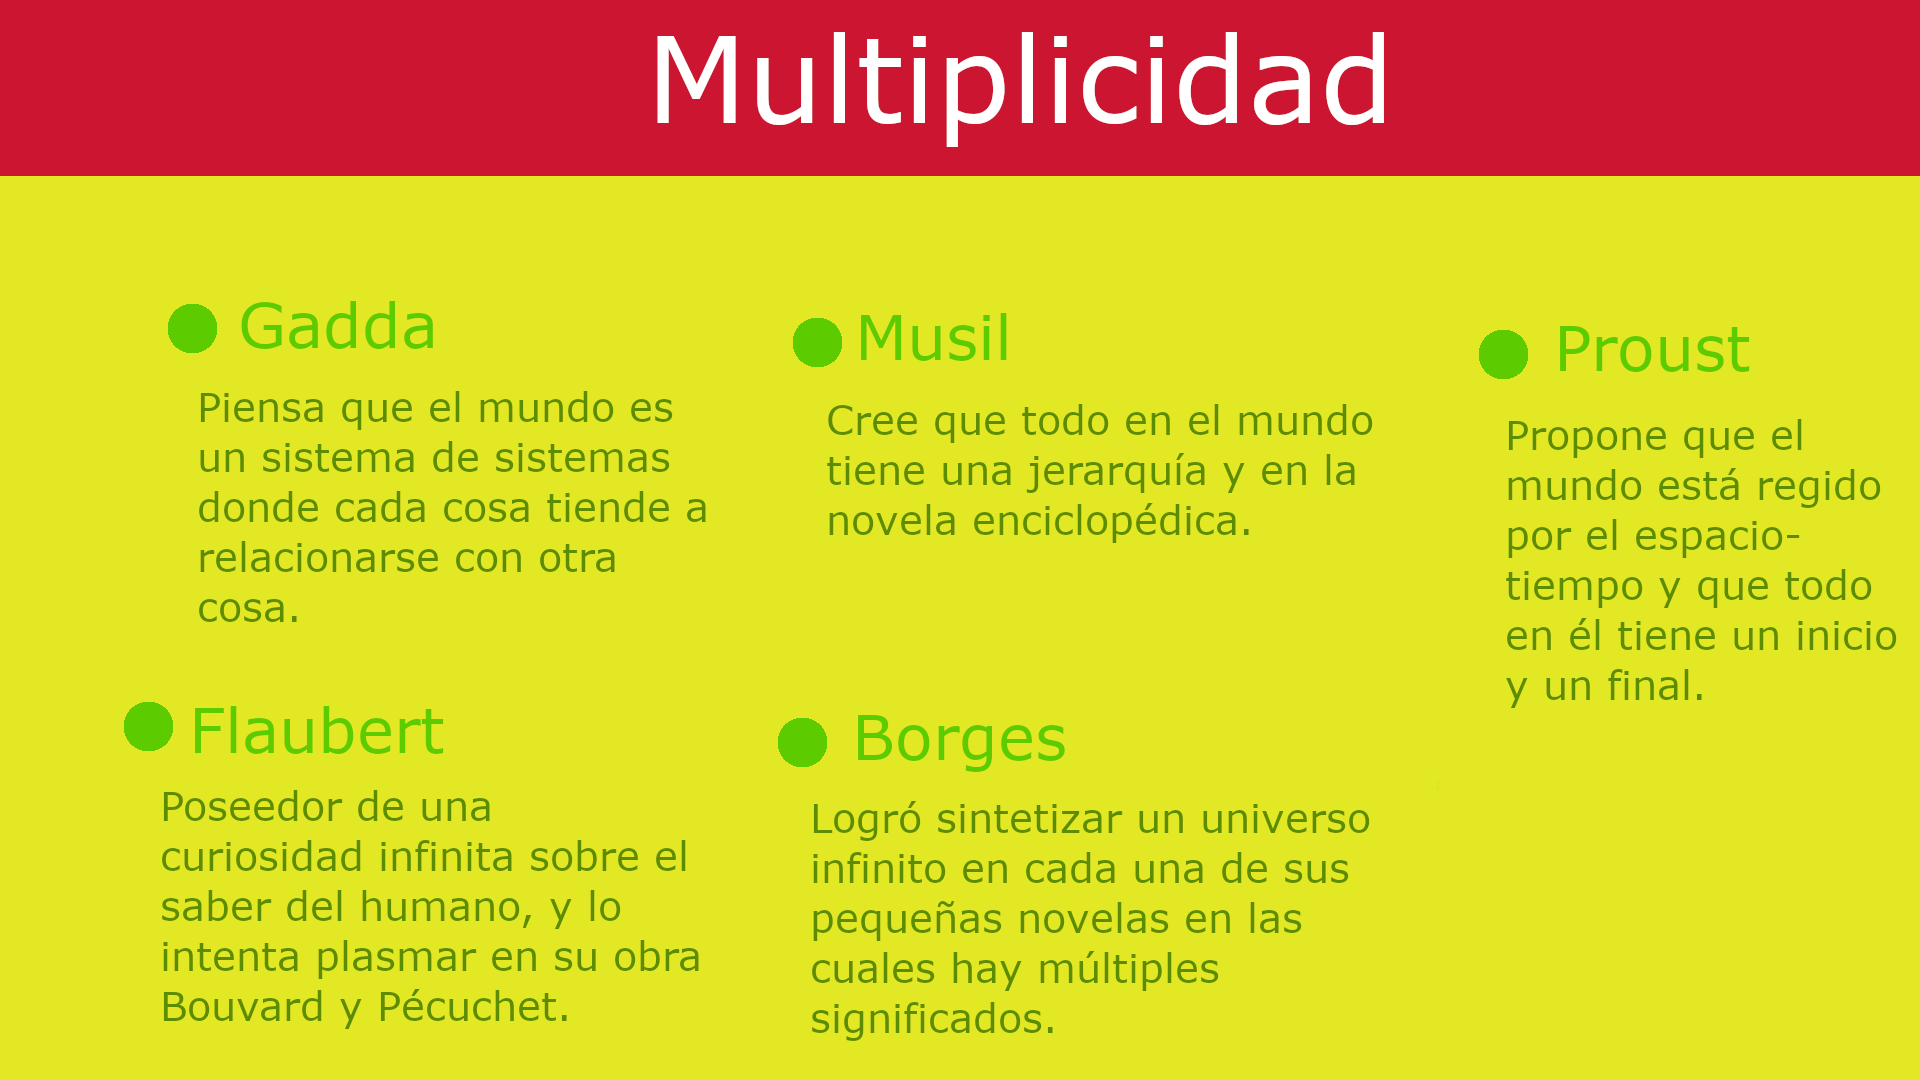 Multiplicidad
Gadda
Piensa que el mundo es
un sistema de sistemas
donde cada cosa tiende a
relacionarse con otra
cosa.
Musil
Cree que todo en el mundo
tiene una jerarquía y en la
novela enciclopédica.
Proust
Propone que el
mundo está regido
por el espacio-
tiempo y que todo
en él tiene un inicio
y un final.
Flaubert
Poseedor de una
curiosidad infinita sobre el
saber del humano, y lo
intenta plasmar en su obra
Bouvard y Pécuchet.
Borges
Logró sintetizar un universo
infinito en cada una de sus
pequeñas novelas en las
cuales hay múltiples
significados.